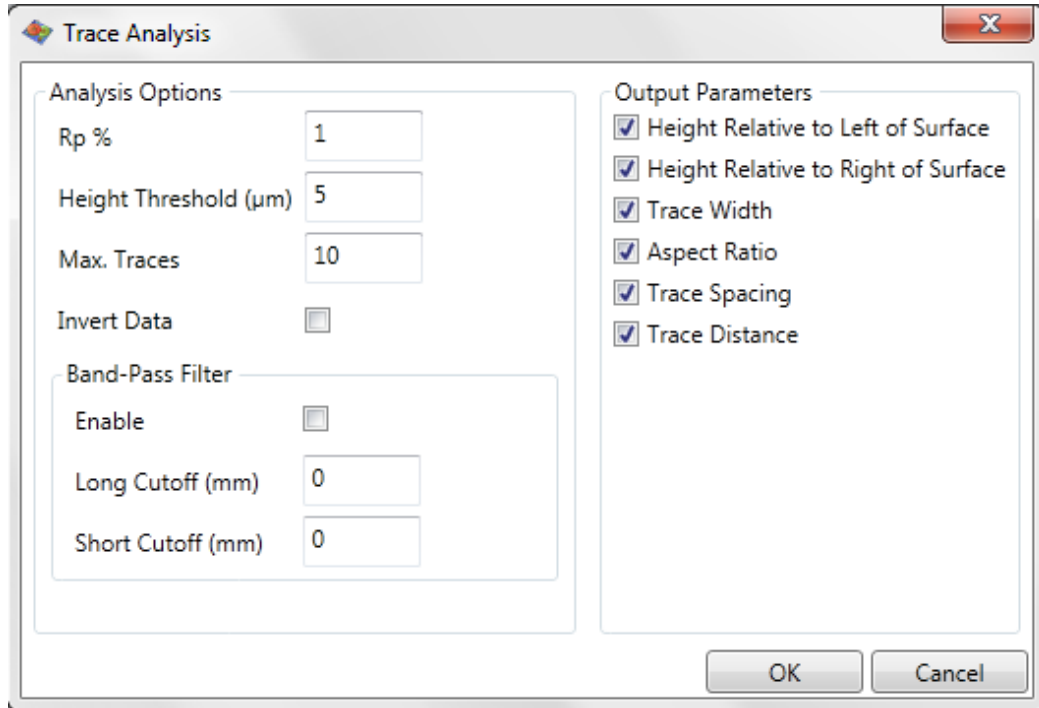 Trace Analysis
Analysis Options
Rp %
1
Height Threshold (µm)
5
Max. Traces
10
Invert Data
Band-Pass Filter
Enable
Long Cutoff (mm)
0
Short Cutoff (mm)
0
Output Parameters
Height Relative to Left of Surface
Height Relative to Right of Surface
Trace Width
Aspect Ratio
Trace Spacing
Trace Distance
OK
Cancel